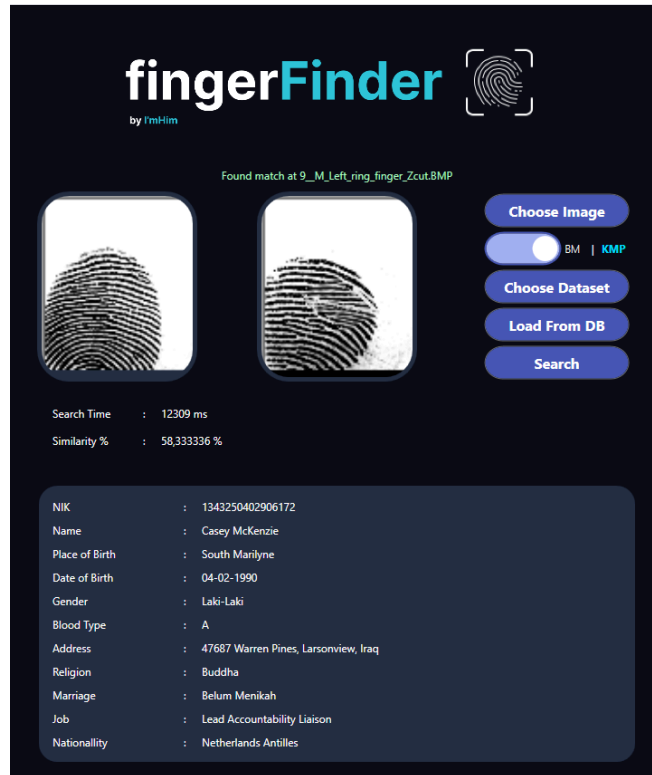 fingerFinder
by I'mHim
Found match at 9__M_Left_ring_finger_Zcut.BMP
Choose Image
BM | KMP
Choose Dataset
Load From DB
Search
Search Time : 12309 ms
Similarity % : 58,333336 %
NIK : 1343250402906172
Name : Casey McKenzie
Place of Birth : South Marilyne
Date of Birth : 04-02-1990
Gender : Laki-Laki
Blood Type : A
Address : 47687 Warren Pines, Larsonview, Iraq
Religion : Buddha
Marriage : Belum Menikah
Job : Lead Accountability Liaison
Nationallity : Netherlands Antilles